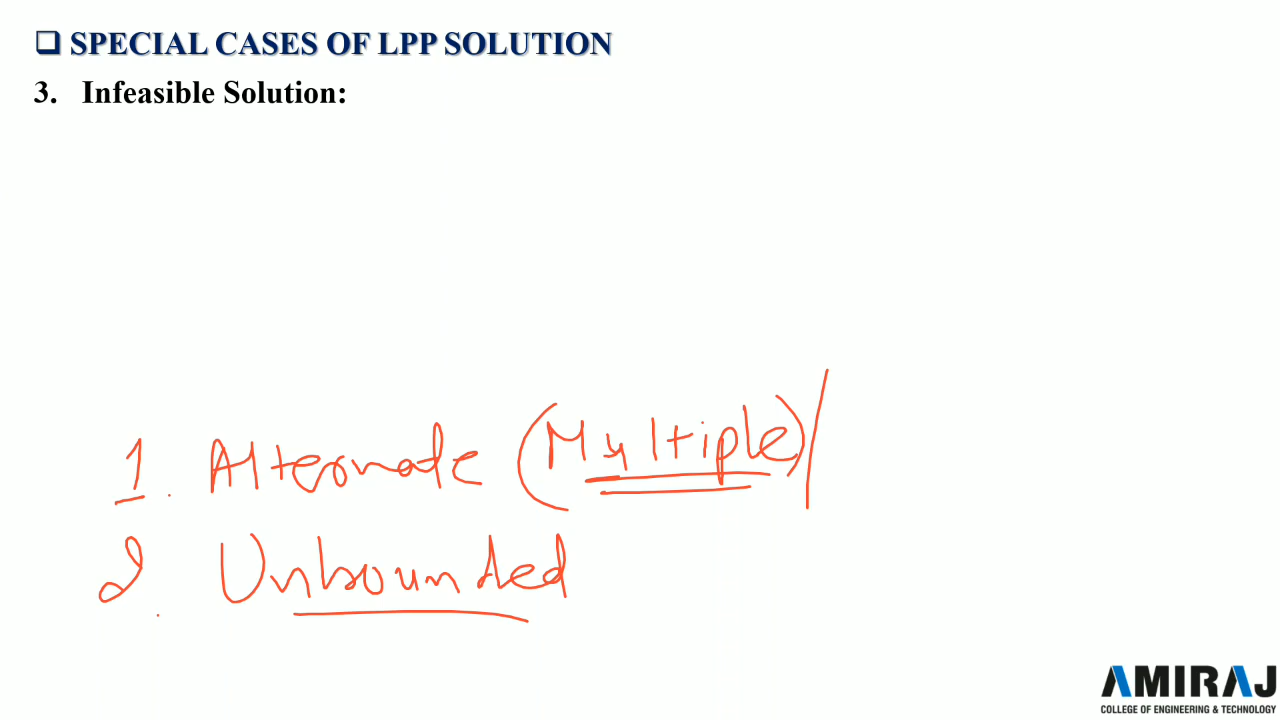 ❑ SPECIAL CASES OF LPP SOLUTION
3. Infeasible Solution:
1. Alternate (Multiple)/
2. Unbounded
AMIRAJ
COLLEGE OF ENGINEERING & TECHNOLOGY